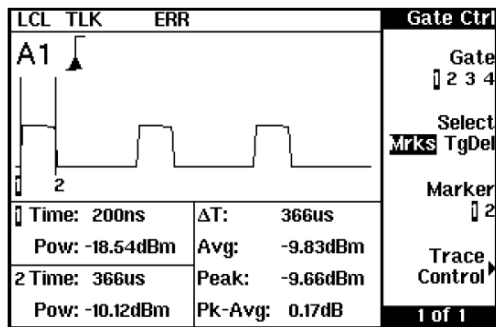 LCL TLK ERR
Gate Ctrl
A1
Gate
1 2 3 4
Select
Mrks TgDel
Marker
1 2
Trace
Control
1 of 1
1 2
1 Time: 200ns
Pow: -18.54dBm
2 Time: 366us
Pow: -10.12dBm
ΔT: 366us
Avg: -9.83dBm
Peak: -9.66dBm
Pk-Avg: 0.17dB